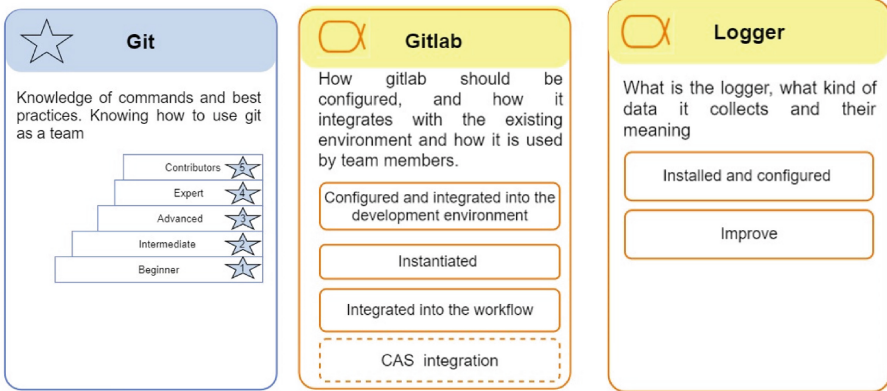 Git
Knowledge of commands and best
practices. Knowing how to use git
as a team
Contributors 5
Expert 4
Advanced 3
Intermediate 2
Beginner 1
Gitlab
How gitlab should be
configured, and how it
integrates with the existing
environment and how it is used
by team members.
Configured and integrated into the
development environment
Instantiated
Integrated into the workflow
CAS integration
Logger
What is the logger, what kind of
data it collects and their
meaning
Installed and configured
Improve